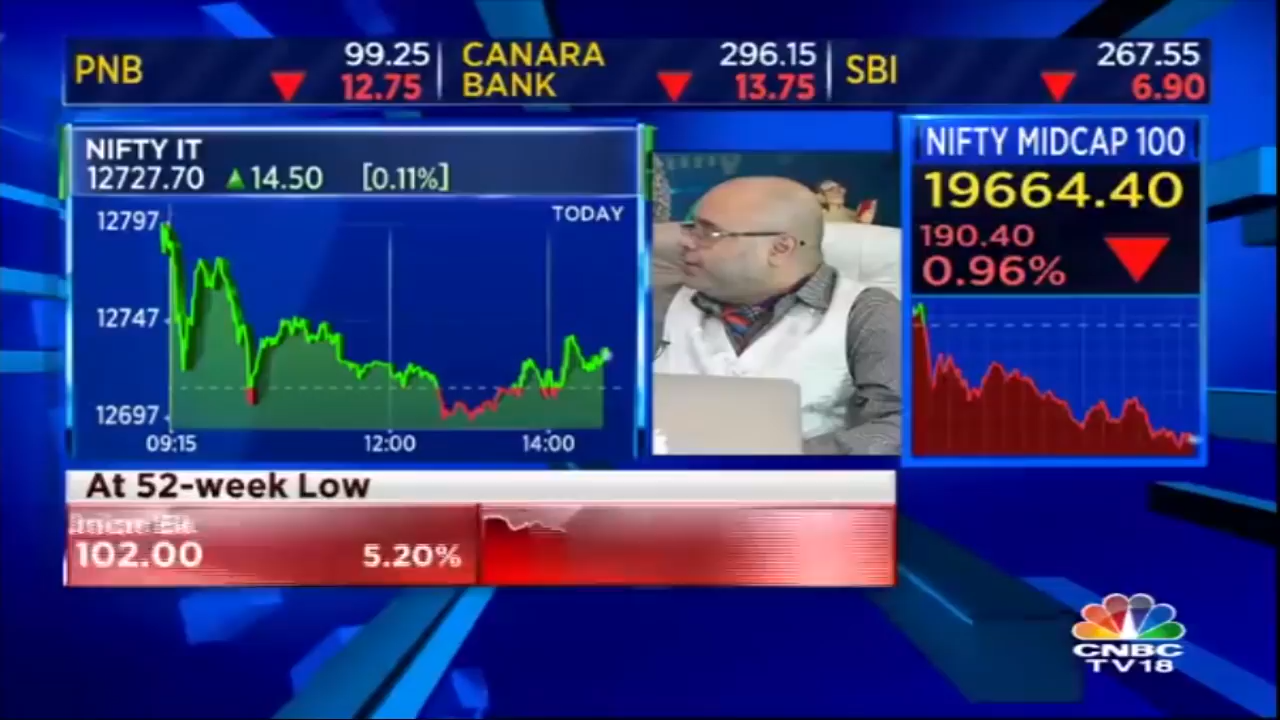 PNB
99.25
12.75
CANARA
BANK
296.15
13.75
SBI
267.55
6.90
NIFTY IT
12727.70 14.50 [0.11%]
TODAY
12797
12747
12697
09:15 12:00 14:00
NIFTY MIDCAP 100
19664.40
190.40
0.96%
At 52-week Low
102.00 5.20%
CNBC
TV18